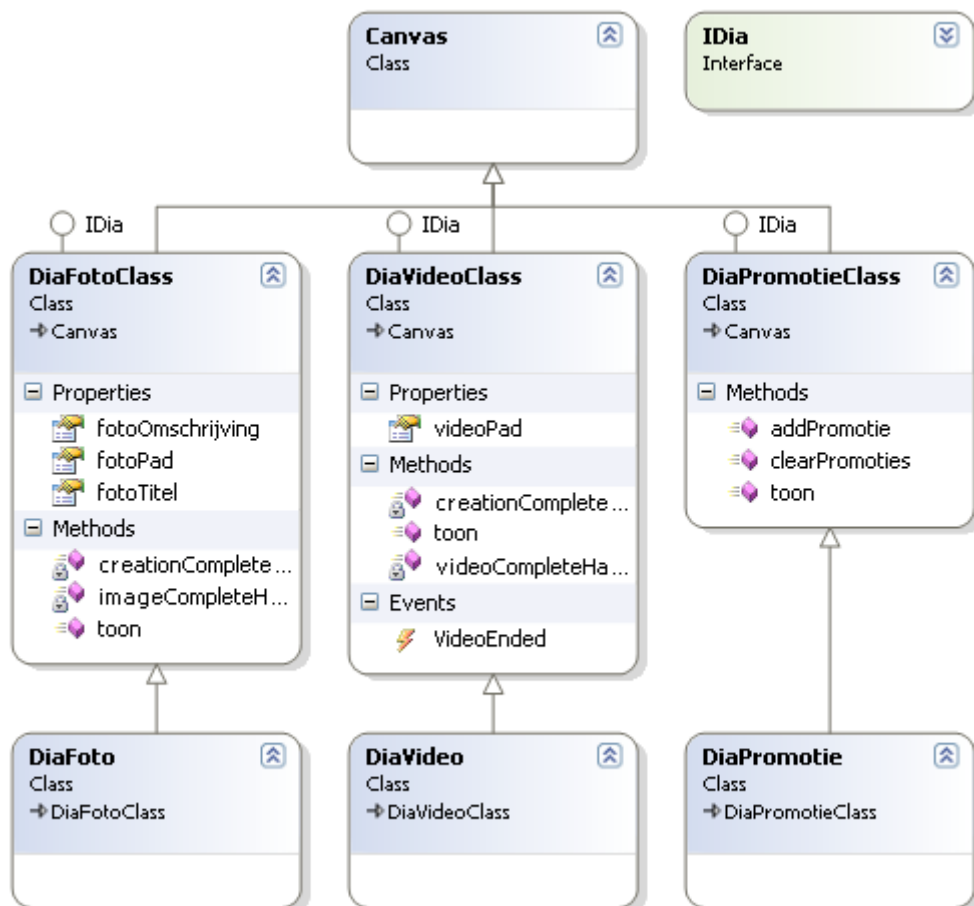 Canvas
Class
IDia
Interface
IDia
DiaFotoClass
Class
Canvas
Properties
fotoOmschrijving
fotoPad
fotoTitel
Methods
creationComplete ...
imageCompleteH ...
toon
IDia
DiaVideoClass
Class
Canvas
Properties
videoPad
Methods
creationComplete ...
toon
videoCompleteHa ...
Events
VideoEnded
IDia
DiaPromotieClass
Class
Canvas
Methods
addPromotie
clearPromoties
toon
DiaFoto
Class
DiaFotoClass
DiaVideo
Class
DiaVideoClass
DiaPromotie
Class
DiaPromotieClass